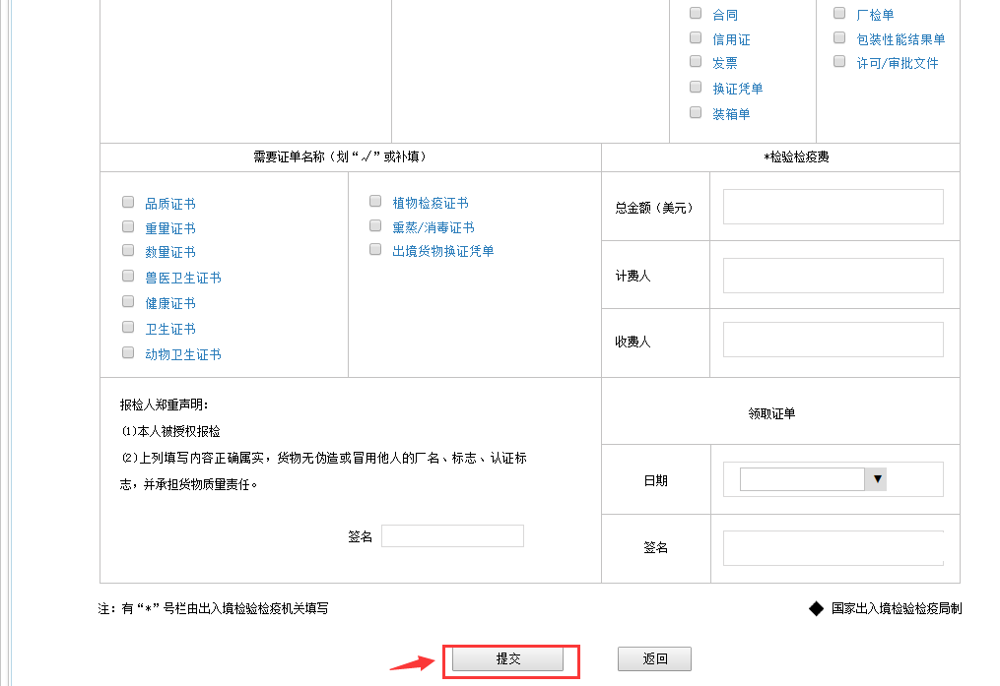 合同
信用证
发票
换证凭单
装箱单
厂检单
包装性能结果单
许可/审批文件
需要证单名称（划“√”或补填）
*检验检疫费
品质证书
重量证书
数量证书
兽医卫生证书
健康证书
卫生证书
动物卫生证书
植物检疫证书
熏蒸/消毒证书
出境货物换证凭单
总金额（美元）
计费人
收费人
报检人郑重声明：
(1)本人被授权报检
(2)上列填写内容正确属实，货物无伪造或冒用他人的厂名、标志、认证标
志，并承担货物质量责任。
签名
领取证单
日期
签名
注：有“*”号栏由出入境检验检疫机关填写
◆ 国家出入境检验检疫局制
提交
返回